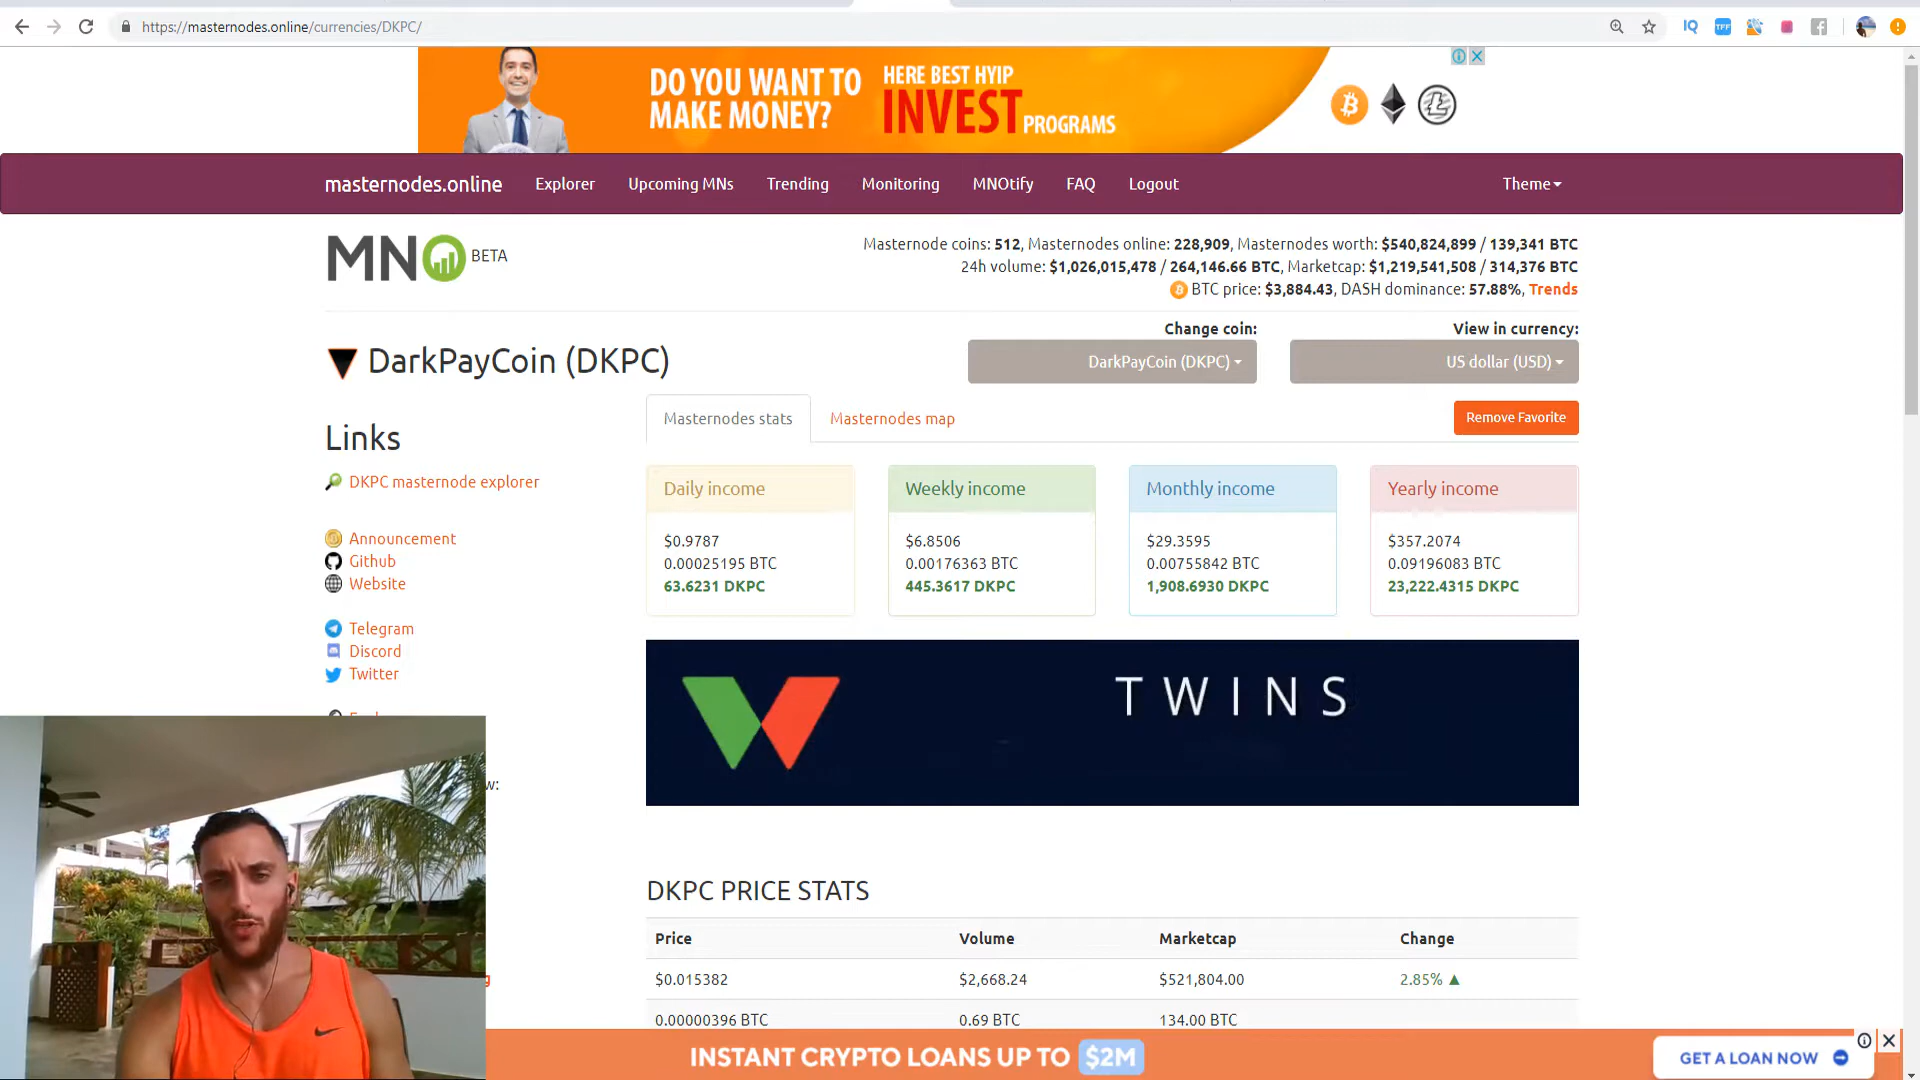 https://masternodes.online/currencies/DKPC/
IQ
TFF
DO YOU WANT TO
MAKE MONEY?
HERE BEST HYIP
INVEST PROGRAMS
masternodes.online
Explorer
Upcoming MNs
Trending
Monitoring
MNOtify
FAQ
Logout
Theme
MNO BETA
Masternode coins: 512, Masternodes online: 228,909, Masternodes worth: $540,824,899 / 139,341 BTC
24h volume: $1,026,015,478 / 264,146.66 BTC, Marketcap: $1,219,541,508 / 314,376 BTC
BTC price: $3,884.43, DASH dominance: 57.88%, Trends
DarkPayCoin (DKPC)
Change coin:
DarkPayCoin (DKPC)
View in currency:
US dollar (USD)
Links
DKPC masternode explorer
Announcement
Github
Website
Telegram
Discord
Twitter
Masternodes stats
Masternodes map
Remove Favorite
Daily income
$0.9787
0.00025195 BTC
63.6231 DKPC
Weekly income
$6.8506
0.00176363 BTC
445.3617 DKPC
Monthly income
$29.3595
0.00755842 BTC
1,908.6930 DKPC
Yearly income
$357.2074
0.09196083 BTC
23,222.4315 DKPC
TWINS
DKPC PRICE STATS
Price Volume Marketcap Change
$0.015382 $2,668.24 $521,804.00 2.85% ▲
0.00000396 BTC 0.69 BTC 134.00 BTC
INSTANT CRYPTO LOANS UP TO $2M
GET A LOAN NOW